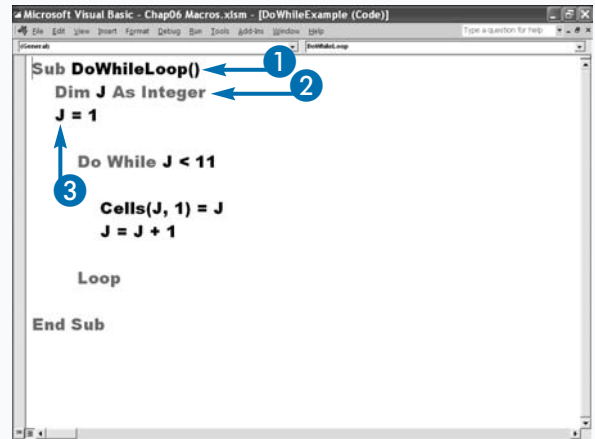 Microsoft Visual Basic - Chap06 Macros.xlsm - [DoWhileExample (Code)]
File Edit View Insert Format Debug Run Tools Add-Ins Window Help Type a question for help
(General) DoWhileLoop
Sub DoWhileLoop() 1
Dim J As Integer 2
J = 1
3
Do While J < 11
Cells(J, 1) = J
J = J + 1
Loop
End Sub